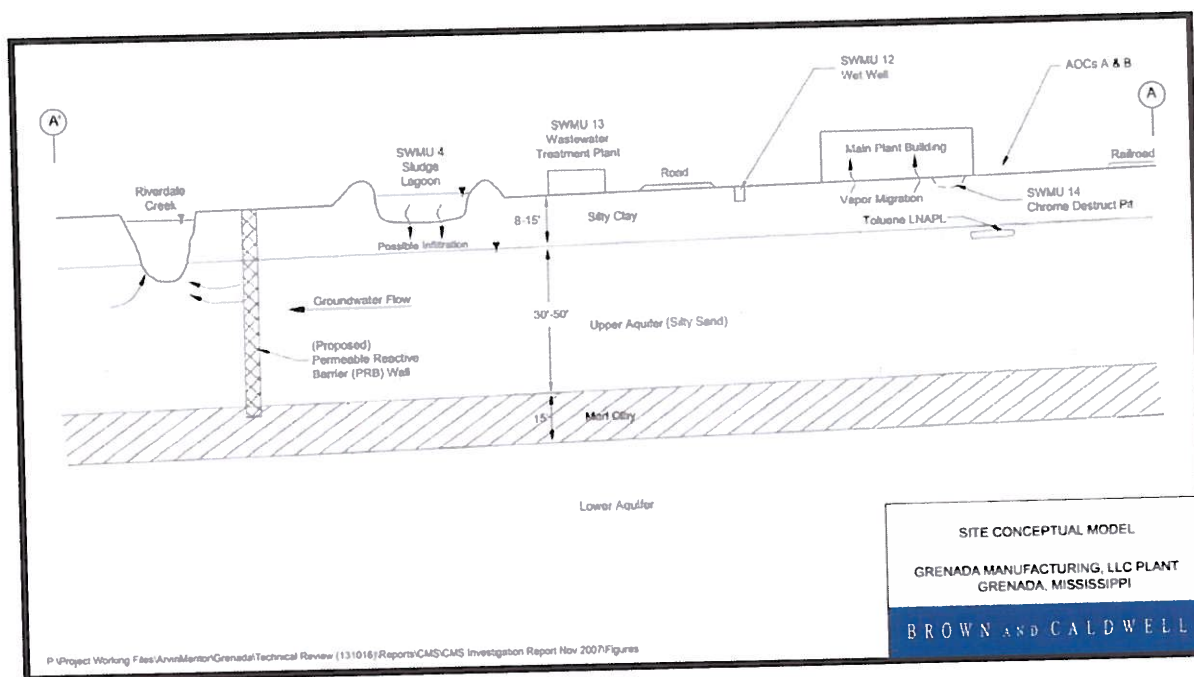 SWMU 12
Wet Well
AOCs A & B
A'
A
SWMU 13
Wastewater
Treatment Plant
SWMU 4
Sludge
Lagoon
Main Plant Building
Railroad
Road
Riverdale
Creek
Vapor Migration
SWMU 14
Chrome Destruct Pit
8-15'
Silty Clay
Toluene LNAPL
Possible Infiltration
Groundwater Flow
30'-50'
Upper Aquifer (Silty Sand)
(Proposed)
Permeable Reactive
Barrier (PRB) Wall
15'
Clay
Lower Aquifer
SITE CONCEPTUAL MODEL
GRENADA MANUFACTURING, LLC PLANT
GRENADA, MISSISSIPPI
BROWN AND CALDWELL
P:\Project Working Files\ArvinMeritor\Grenada\Technical Review (131016)\Reports\CMS\CMS Investigation Report Nov 2007\Figures